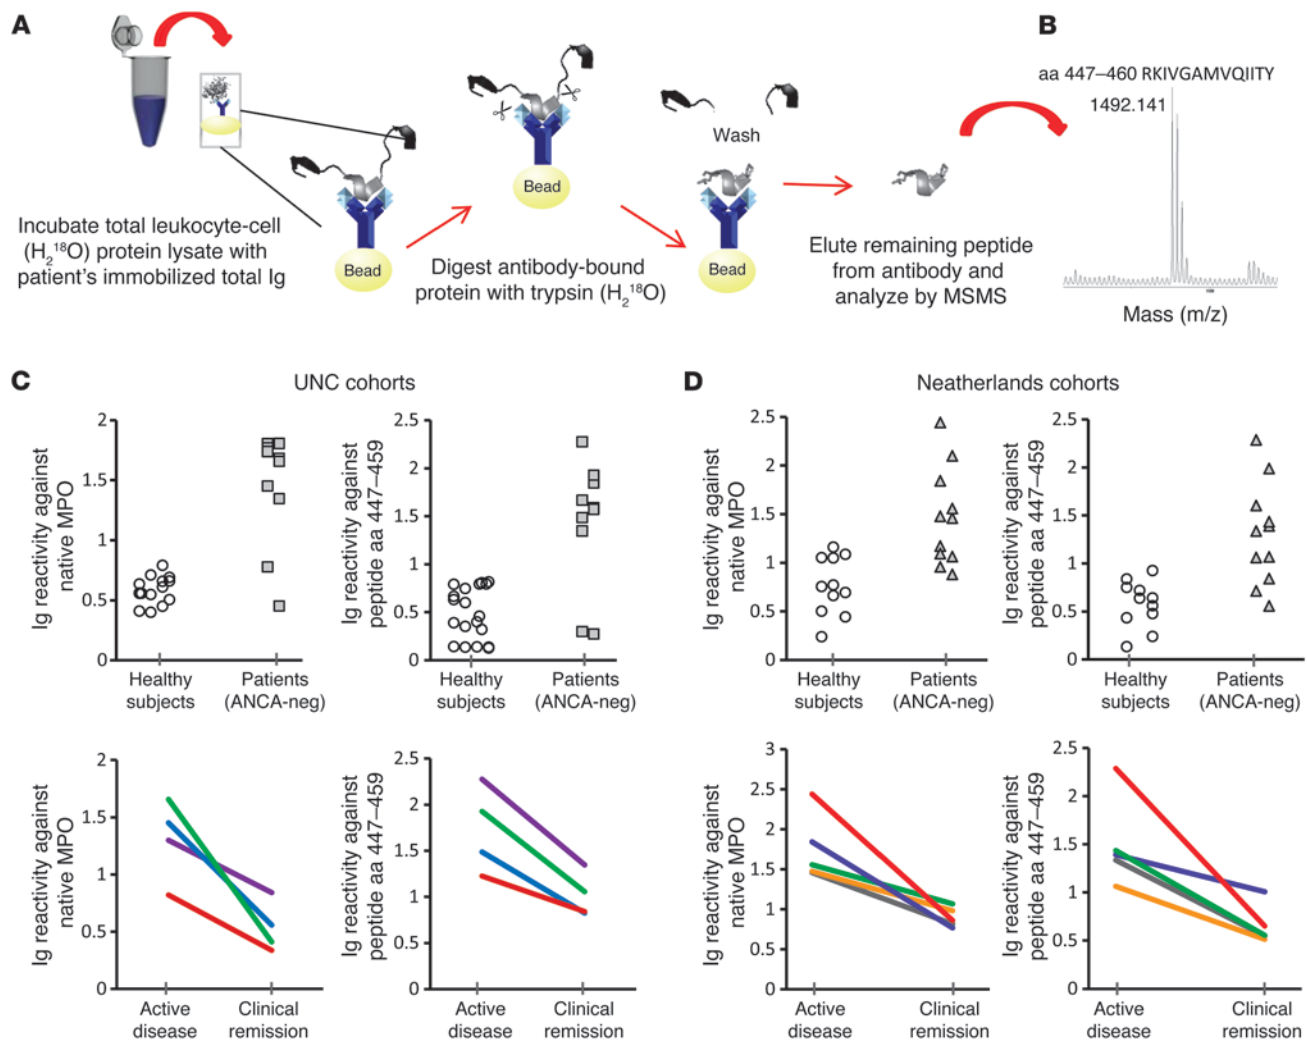 A
B
aa 447–460 RKIVGAMVQIITY
1492.141
Wash
Bead
Bead
Bead
Incubate total leukocyte-cell
(H₂¹⁸O) protein lysate with
patient's immobilized total Ig
Digest antibody-bound
protein with trypsin (H₂¹⁸O)
Elute remaining peptide
from antibody and
analyze by MSMS
Mass (m/z)
C
UNC cohorts
Ig reactivity against
native MPO
2
1.5
1
0.5
0
Healthy
subjects
Patients
(ANCA-neg)
Ig reactivity against
peptide aa 447–459
2.5
2
1.5
1
0.5
0
Healthy
subjects
Patients
(ANCA-neg)
Ig reactivity against
native MPO
2
1.5
1
0.5
0
Active
disease
Clinical
remission
Ig reactivity against
peptide aa 447–459
2.5
2
1.5
1
0.5
0
Active
disease
Clinical
remission
D
Neatherlands cohorts
Ig reactivity against
native MPO
2.5
2
1.5
1
0.5
0
Healthy
subjects
Patients
(ANCA-neg)
Ig reactivity against
peptide aa 447–459
2.5
2
1.5
1
0.5
0
Healthy
subjects
Patients
(ANCA-neg)
Ig reactivity against
native MPO
3
2.5
2
1.5
1
0.5
0
Active
disease
Clinical
remission
Ig reactivity against
peptide aa 447–459
2.5
2
1.5
1
0.5
0
Active
disease
Clinical
remission